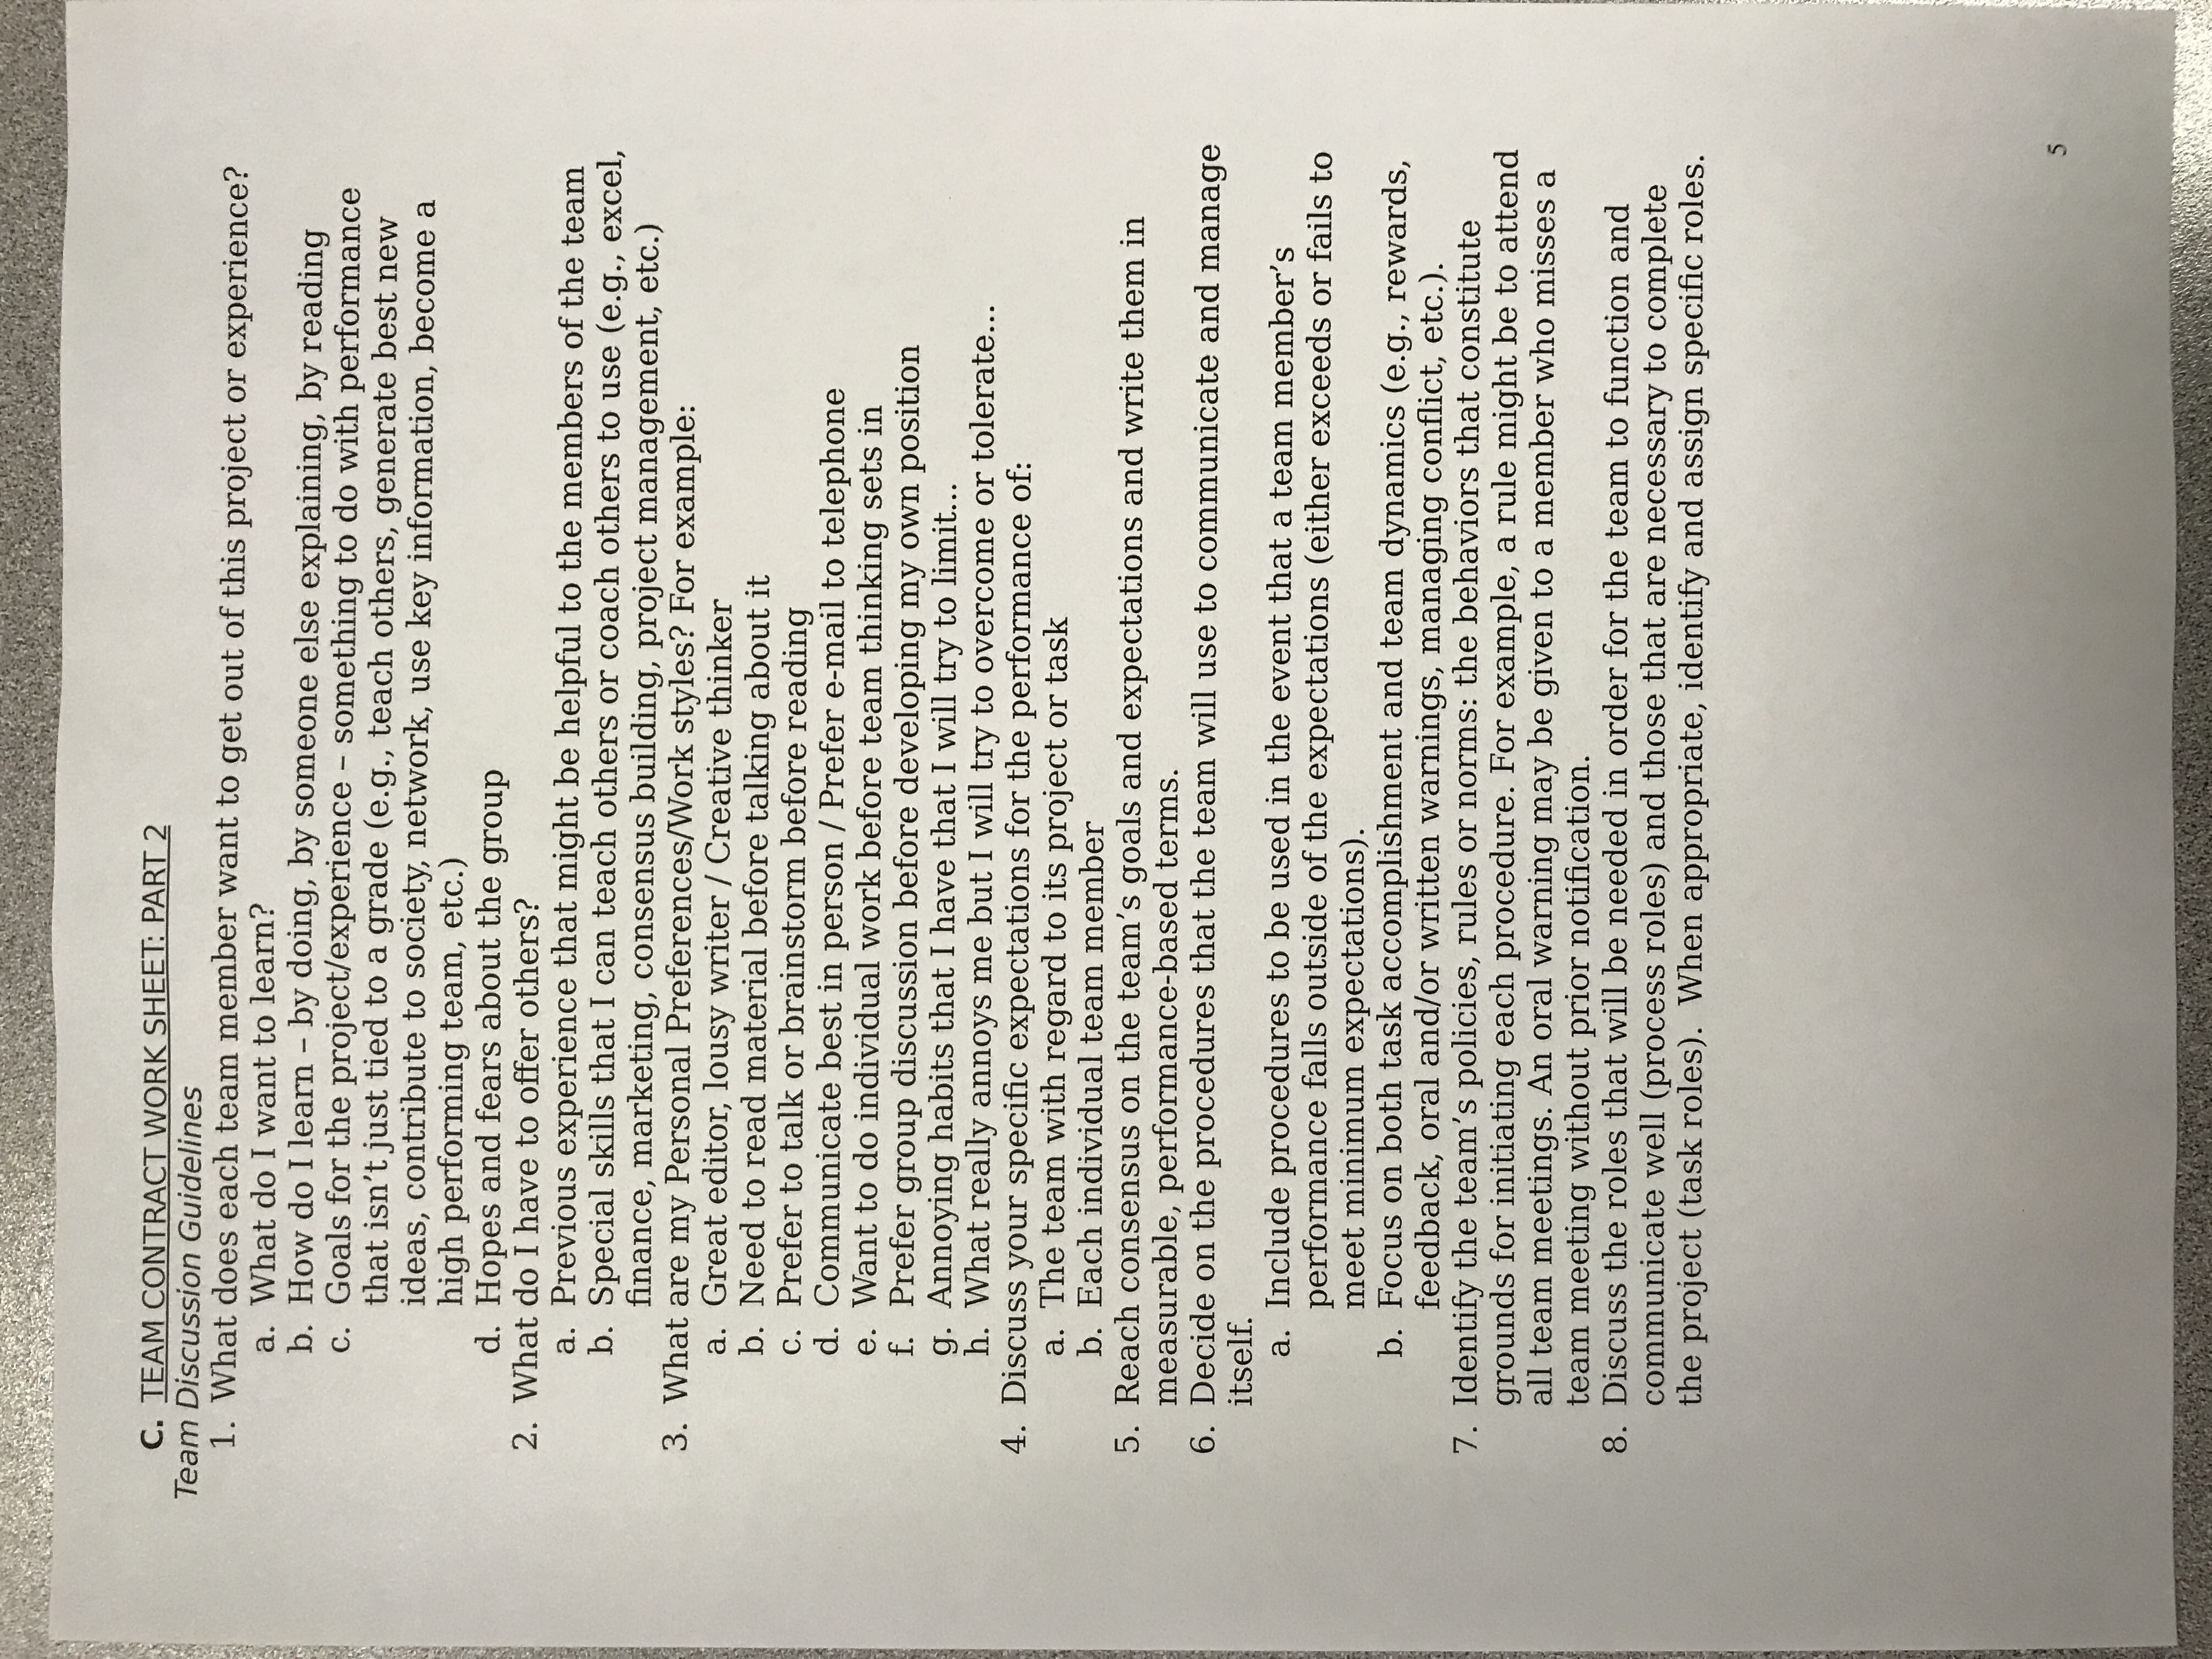 C. TEAM CONTRACT WORK SHEET: PART 2
Team Discussion Guidelines
1. What does each team member want to get out of this project or experience?
a. What do I want to learn?
b. How do I learn – by doing, by someone else explaining, by reading
c. Goals for the project/experience – something to do with performance
that isn’t just tied to a grade (e.g., teach others, generate best new
ideas, contribute to society, network, use key information, become a
high performing team, etc.)
d. Hopes and fears about the group
2. What do I have to offer others?
a. Previous experience that might be helpful to the members of the team
b. Special skills that I can teach others or coach others to use (e.g., excel,
finance, marketing, consensus building, project management, etc.)
3. What are my Personal Preferences/Work styles? For example:
a. Great editor, lousy writer / Creative thinker
b. Need to read material before talking about it
c. Prefer to talk or brainstorm before reading
d. Communicate best in person / Prefer e-mail to telephone
e. Want to do individual work before team thinking sets in
f. Prefer group discussion before developing my own position
g. Annoying habits that I have that I will try to limit...
h. What really annoys me but I will try to overcome or tolerate...
4. Discuss your specific expectations for the performance of:
a. The team with regard to its project or task
b. Each individual team member
5. Reach consensus on the team’s goals and expectations and write them in
measurable, performance-based terms.
6. Decide on the procedures that the team will use to communicate and manage
itself.
a. Include procedures to be used in the event that a team member’s
performance falls outside of the expectations (either exceeds or fails to
meet minimum expectations).
b. Focus on both task accomplishment and team dynamics (e.g., rewards,
feedback, oral and/or written warnings, managing conflict, etc.).
7. Identify the team’s policies, rules or norms: the behaviors that constitute
grounds for initiating each procedure. For example, a rule might be to attend
all team meetings. An oral warning may be given to a member who misses a
team meeting without prior notification.
8. Discuss the roles that will be needed in order for the team to function and
communicate well (process roles) and those that are necessary to complete
the project (task roles).  When appropriate, identify and assign specific roles.
5